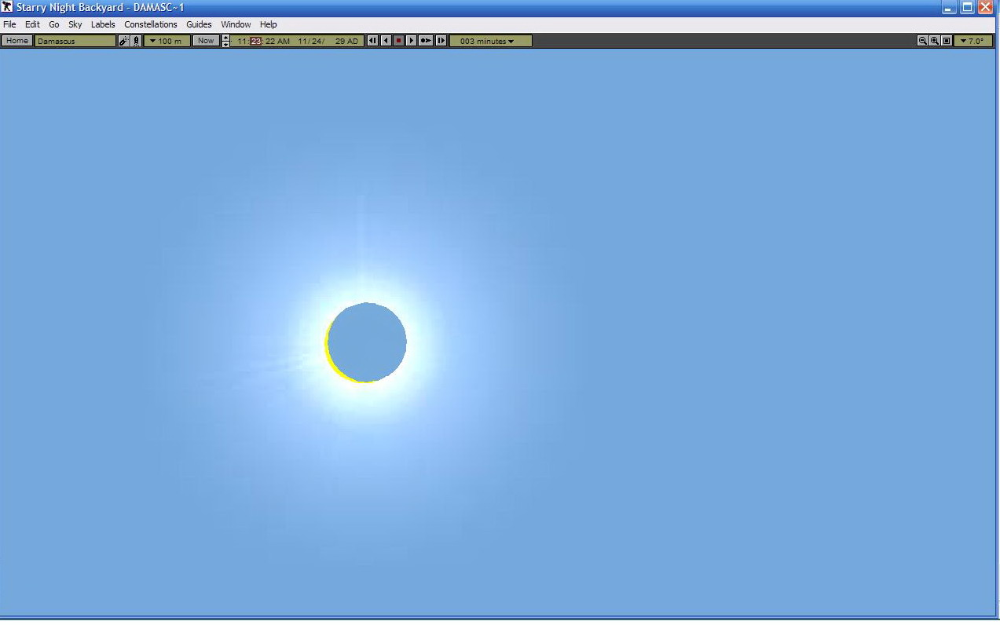 Starry Night Backyard - DAMASC~1
File Edit Go Sky Labels Constellations Guides Window Help
Home Damascus 100 m Now 11: 23: 22 AM 11/24/ 29 AD 003 minutes 7.0°